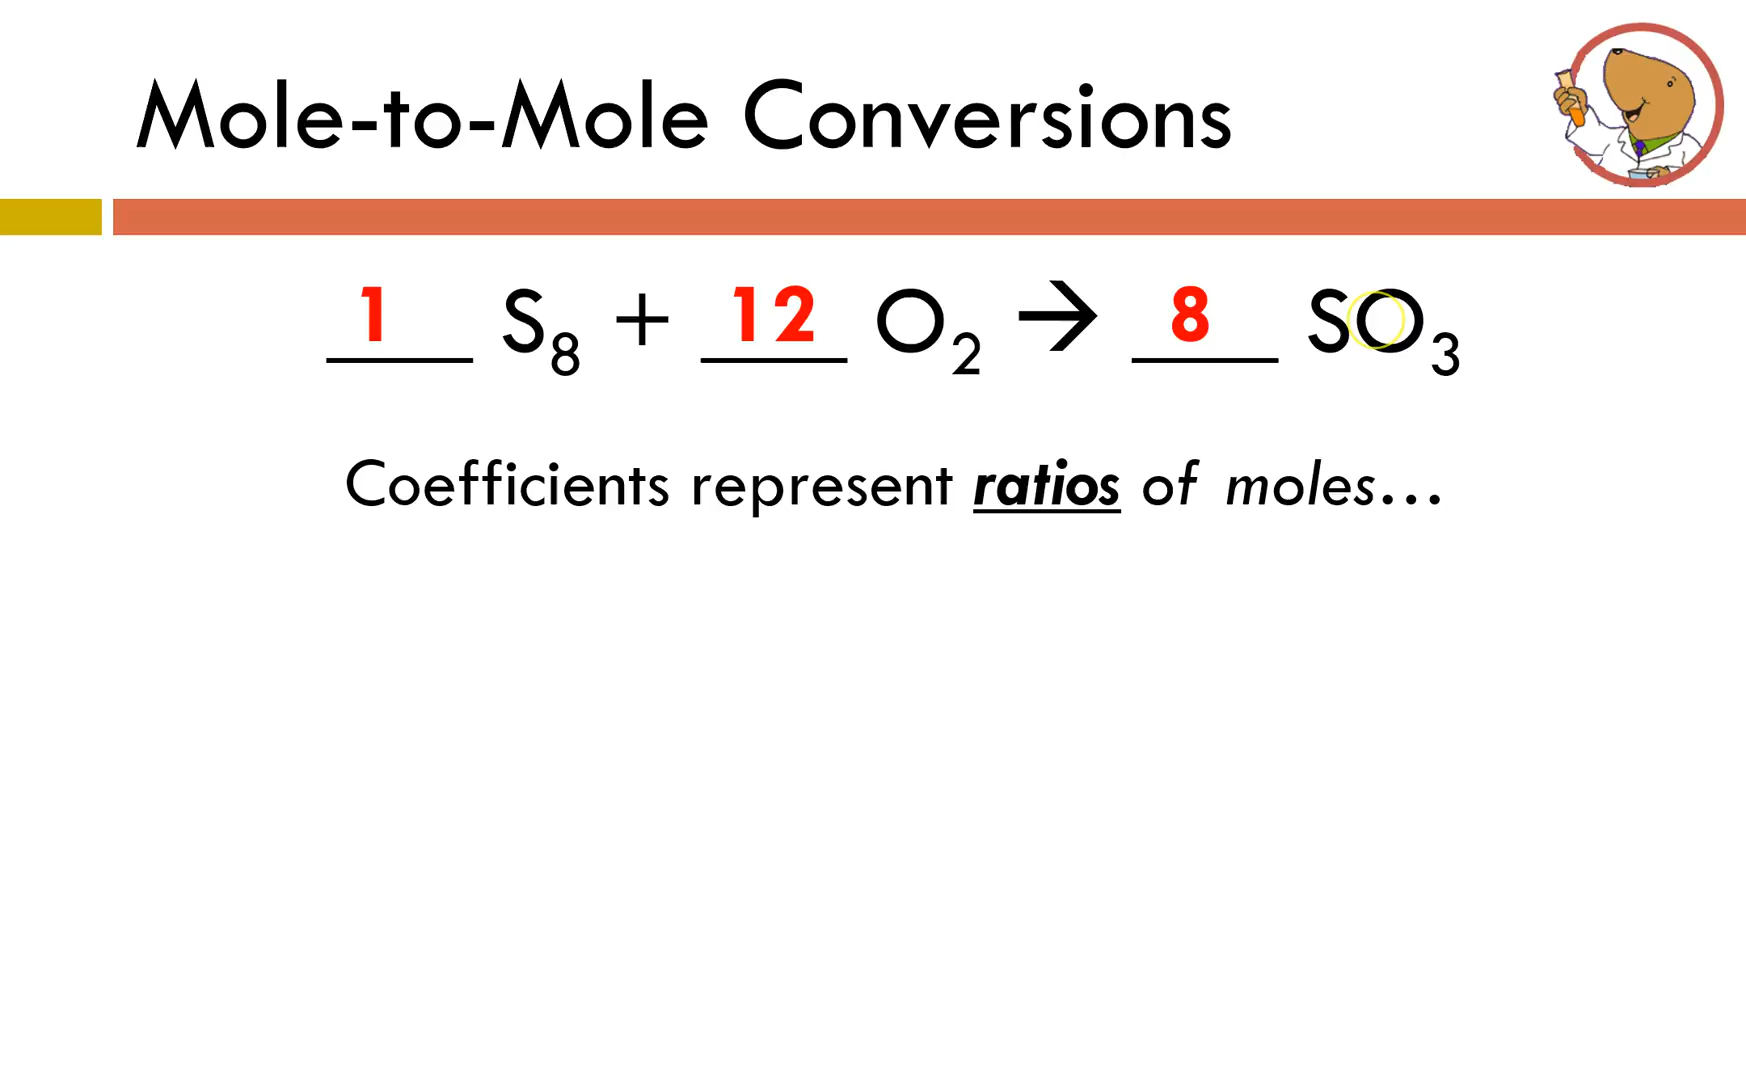 Mole-to-Mole Conversions
1 S₈ + 12 O₂ → 8 SO₃
Coefficients represent ratios of moles…